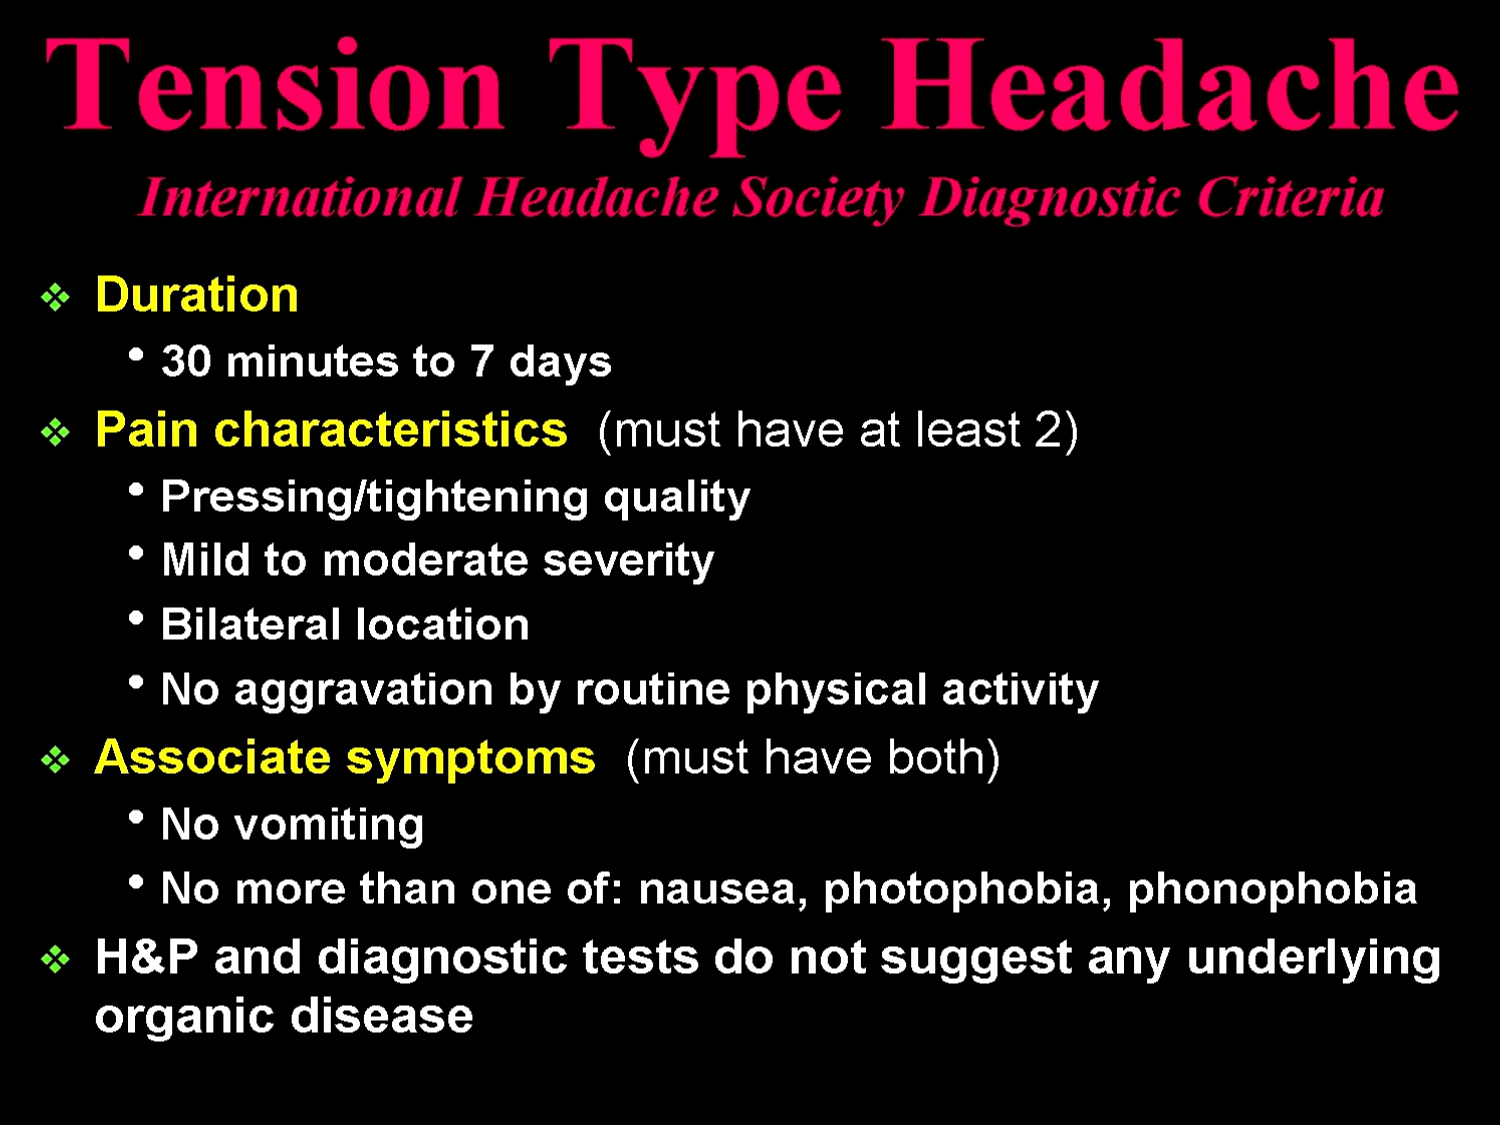 Tension Type Headache
International Headache Society Diagnostic Criteria
❖ Duration
• 30 minutes to 7 days
❖ Pain characteristics (must have at least 2)
• Pressing/tightening quality
• Mild to moderate severity
• Bilateral location
• No aggravation by routine physical activity
❖ Associate symptoms (must have both)
• No vomiting
• No more than one of: nausea, photophobia, phonophobia
❖ H&P and diagnostic tests do not suggest any underlying
organic disease